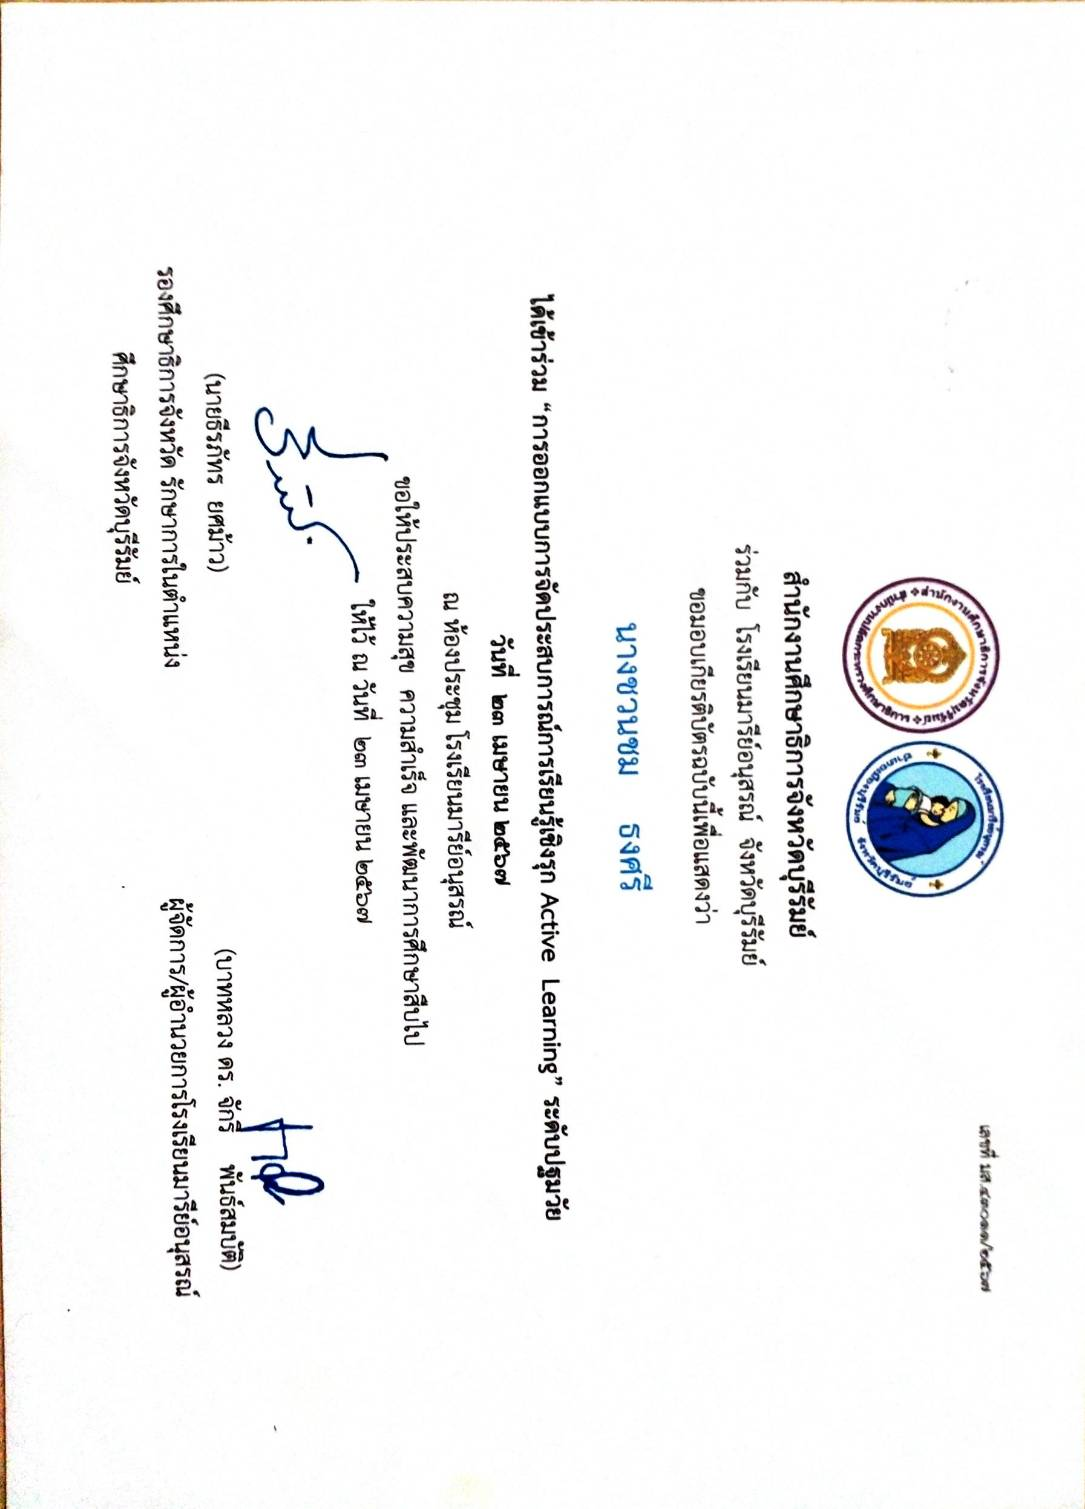 เลขที่ มส.๔๓๐๑๑/๒๕๖๗
สำนักงานศึกษาธิการจังหวัดบุรีรัมย์
ร่วมกับ โรงเรียนมารีย์อนุสรณ์ จังหวัดบุรีรัมย์
ขอมอบเกียรติบัตรฉบับนี้เพื่อแสดงว่า
นางชวนชม ธงศรี
ได้เข้าร่วม “การออกแบบการจัดประสบการณ์การเรียนรู้เชิงรุก Active Learning” ระดับปฐมวัย
วันที่ ๒๓ เมษายน ๒๕๖๗
ณ ห้องประชุม โรงเรียนมารีย์อนุสรณ์
ขอให้ประสบความสุข ความสำเร็จ และพัฒนาการศึกษาสืบไป
ให้ไว้ ณ วันที่ ๒๓ เมษายน ๒๕๖๗
(นายธีรภัทร ยศม้าว)
รองศึกษาธิการจังหวัด รักษาการในตำแหน่ง
ศึกษาธิการจังหวัดบุรีรัมย์
(บาทหลวง ดร. จักรี พันธ์สมบัติ)
ผู้จัดการ/ผู้อำนวยการโรงเรียนมารีย์อนุสรณ์